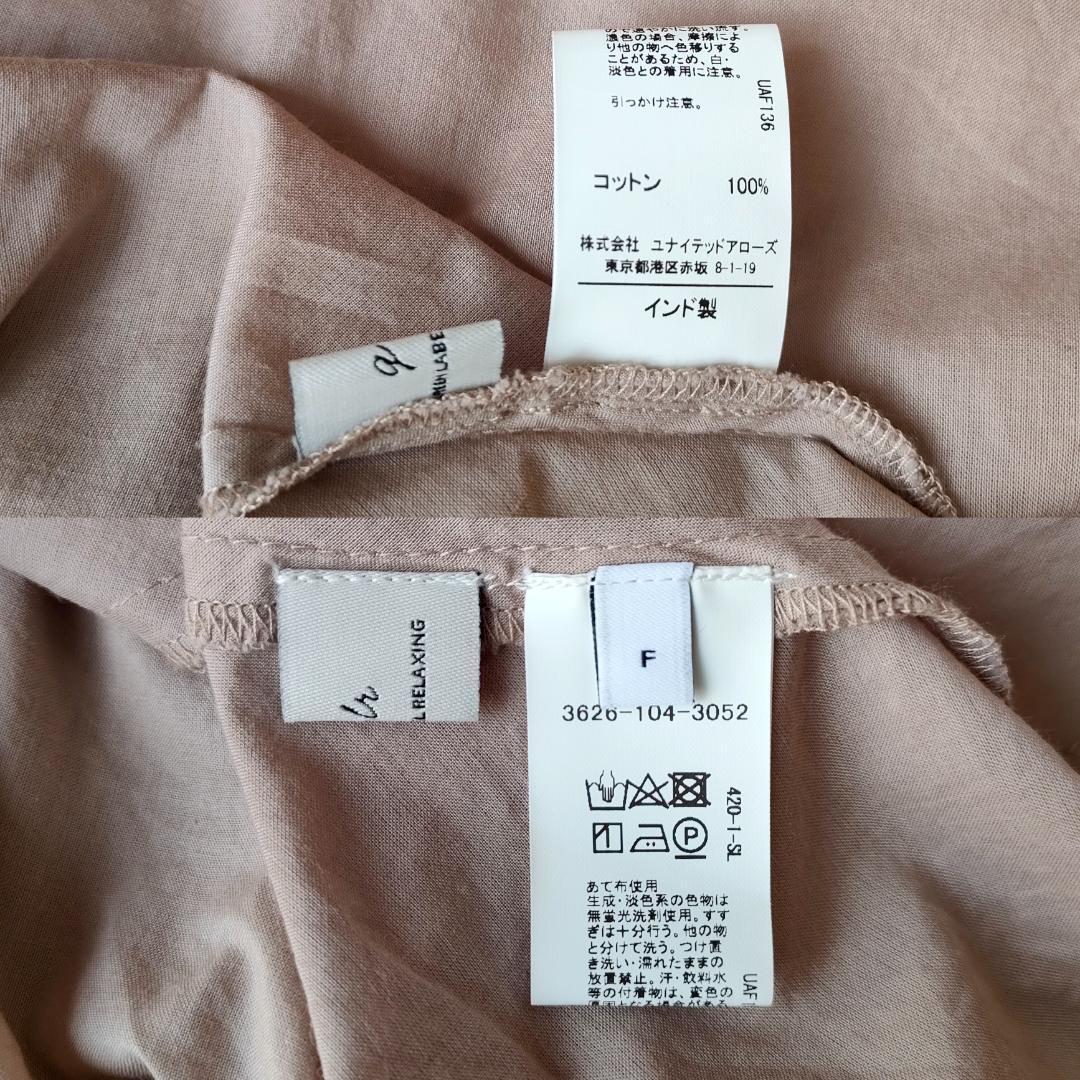 濃色の場合、摩擦によ
り他の物へ色移りする
ことがあるため、白・
淡色との着用に注意。
引っかけ注意。
UAF136
コットン 100%
株式会社 ユナイテッドアローズ
東京都港区赤坂 8-1-19
インド製
LABE
L RELAXING
F
3626-104-3052
420-1-SL
P
あて布使用
生成・淡色系の色物は
無蛍光洗剤使用。すす
ぎは十分行う。他の物
と分けて洗う。つけ置
き洗い・濡れたままの
放置禁止。汗・飲料水
等の付着物は、変色の
UAF